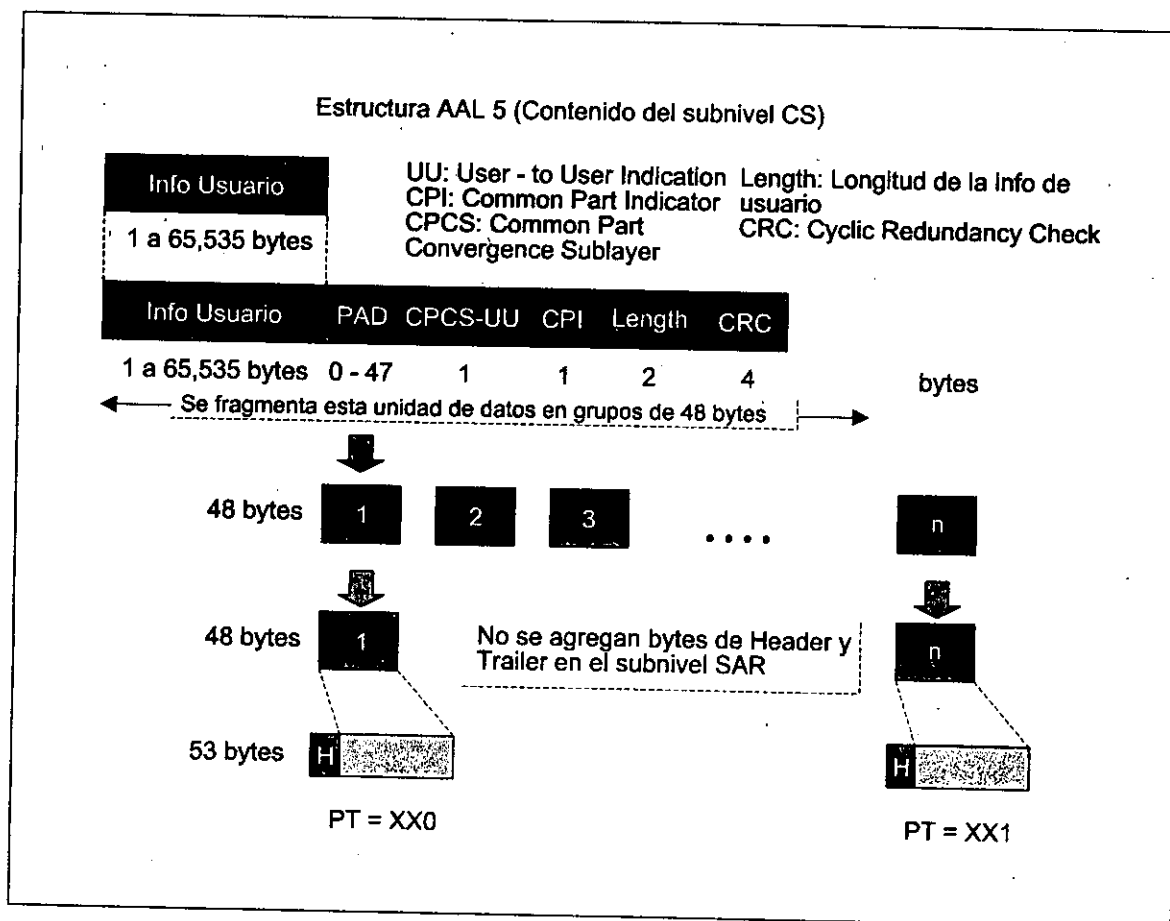 Estructura AAL 5 (Contenido del subnivel CS)
Info Usuario
1 a 65,535 bytes
UU: User - to User Indication
CPI: Common Part Indicator
CPCS: Common Part
Convergence Sublayer
Length: Longitud de la info de
usuario
CRC: Cyclic Redundancy Check
Info Usuario PAD CPCS-UU CPI Length CRC
1 a 65,535 bytes 0 - 47 1 1 2 4 bytes
Se fragmenta esta unidad de datos en grupos de 48 bytes
48 bytes 1 2 3 .... n
48 bytes 1
No se agregan bytes de Header y
Trailer en el subnivel SAR
n
53 bytes H H
PT = XX0 PT = XX1